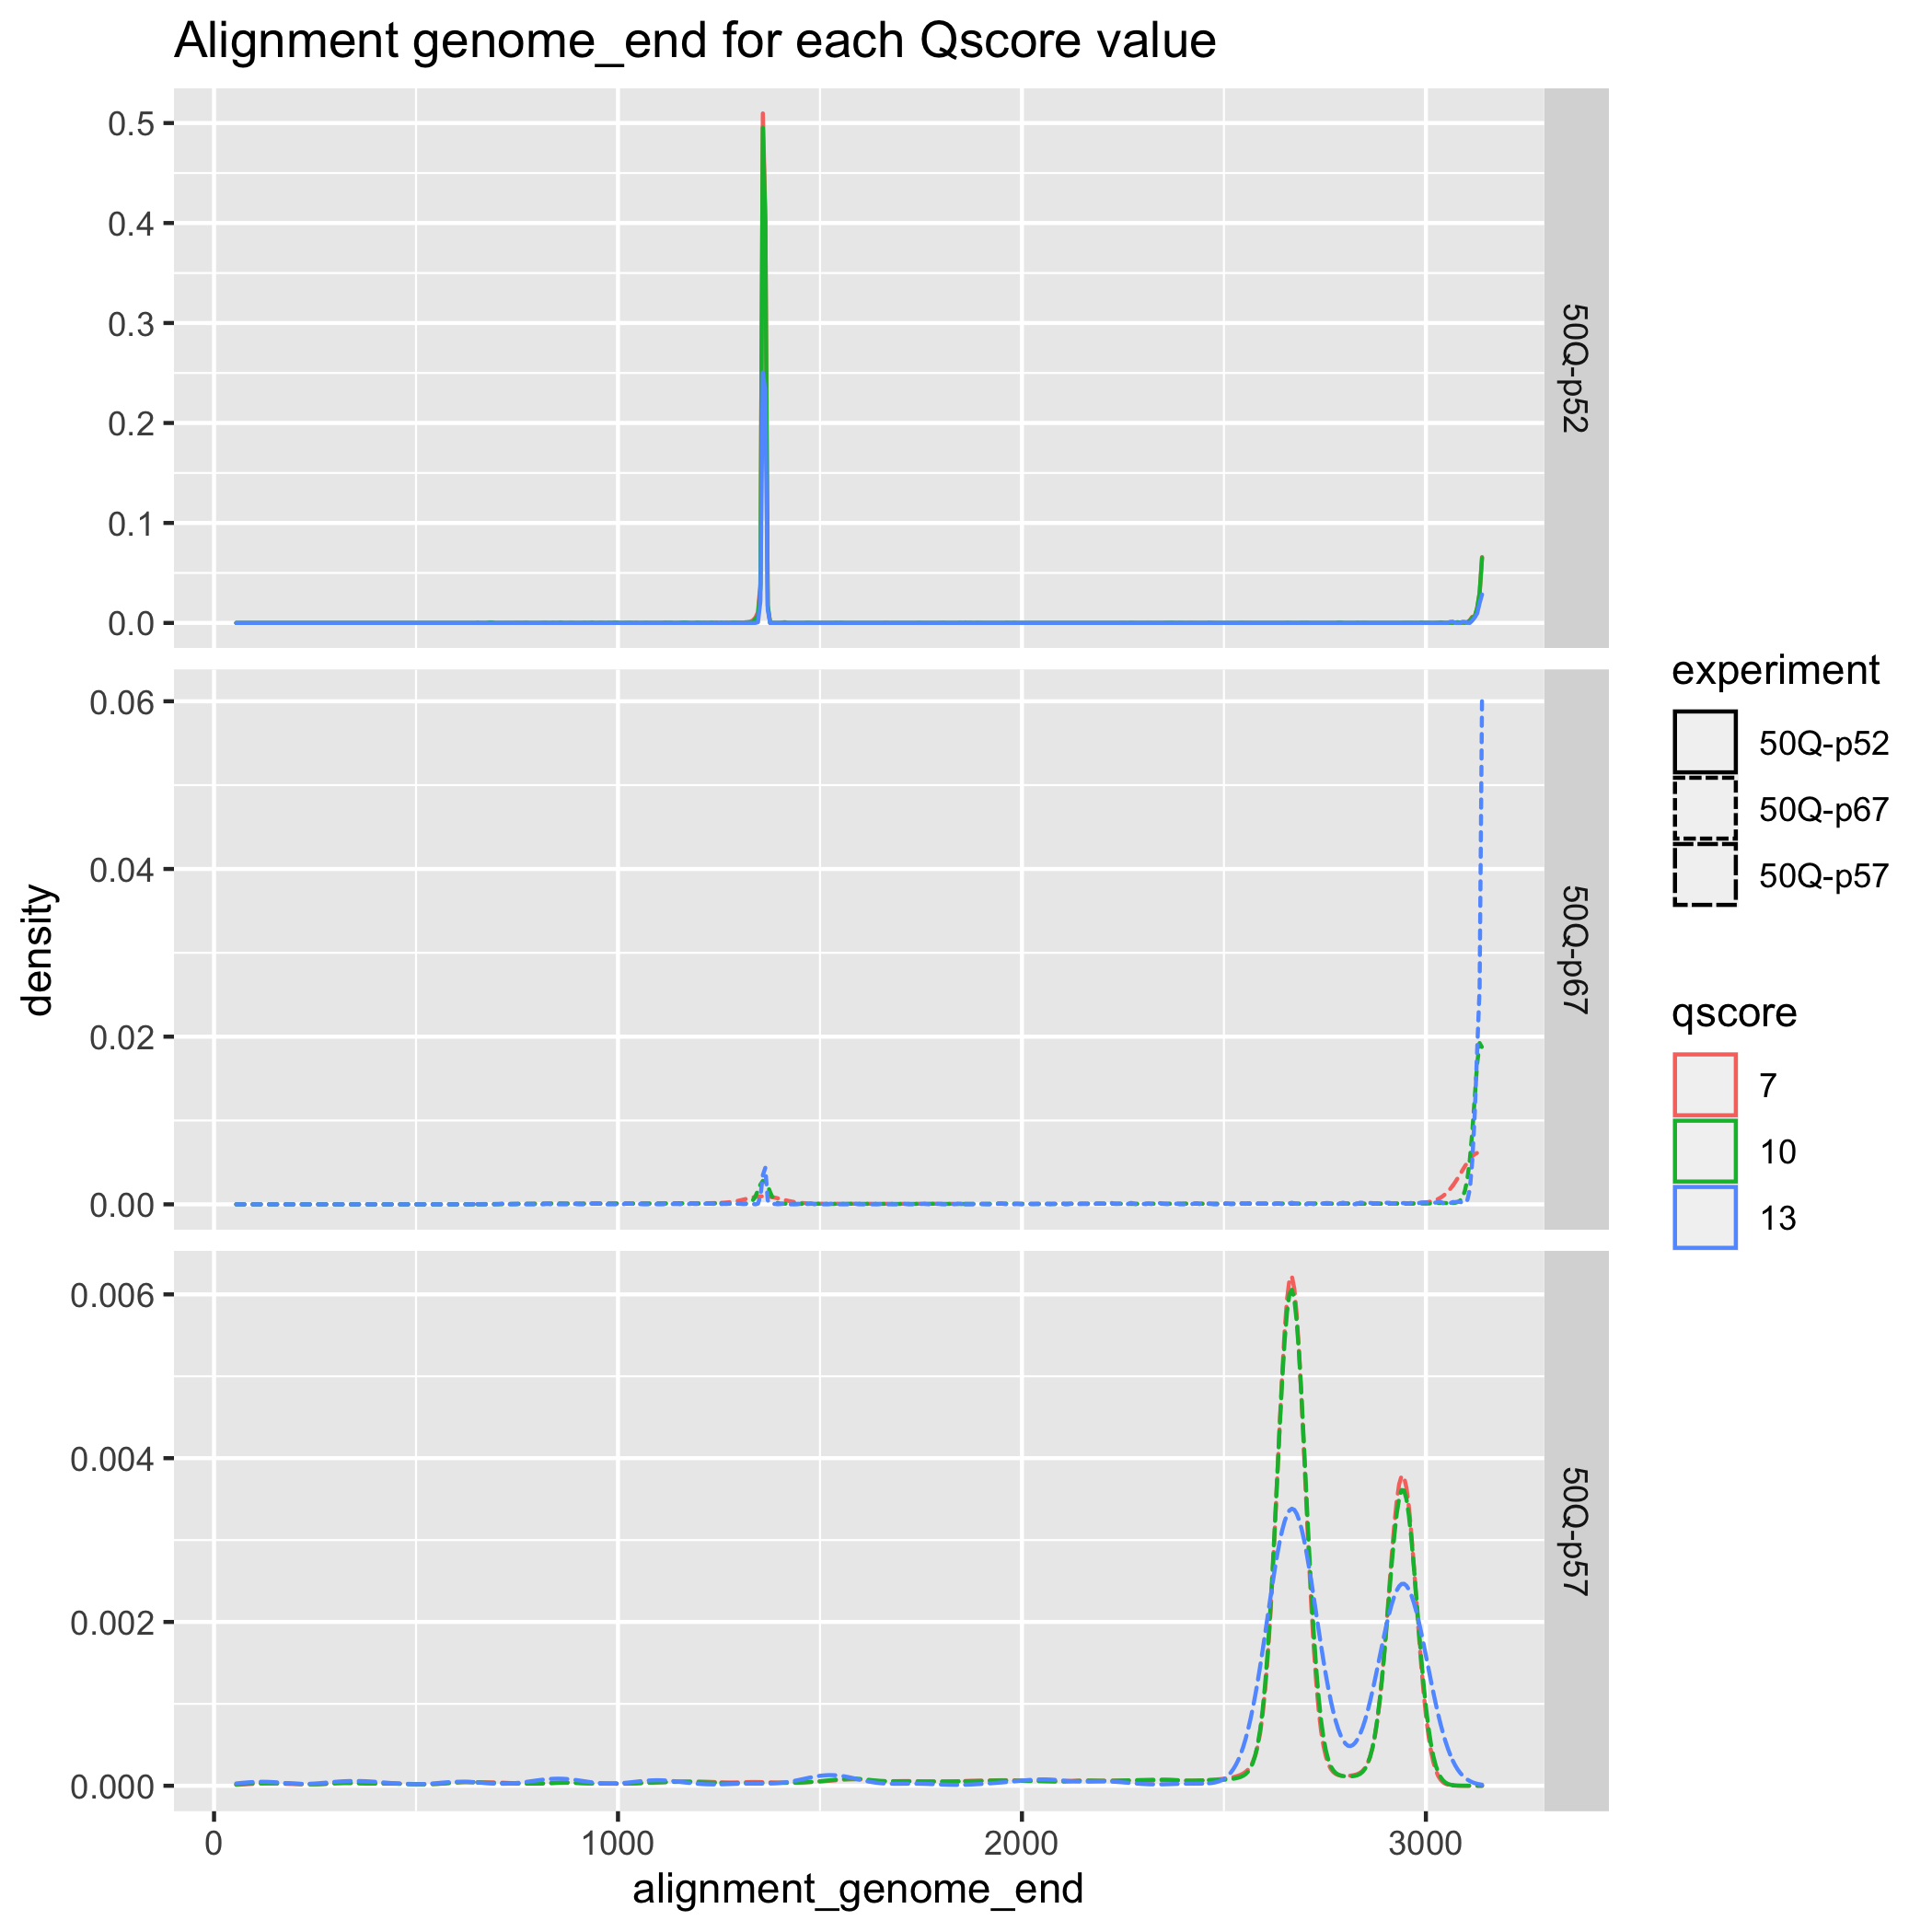 Alignment genome_end for each Qscore value
0.5
0.4
0.3
0.2
0.1
0.0
50Q-p52
0.06
0.04
0.02
0.00
50Q-p67
0.006
0.004
0.002
0.000
50Q-p57
density
0 1000 2000 3000
alignment_genome_end
experiment
50Q-p52
50Q-p67
50Q-p57
qscore
7
10
13